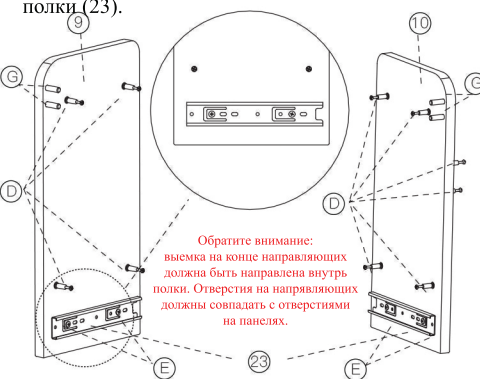 полки (23).
9
10
G
G
D
D
Обратите внимание:
выемка на конце направляющих
должна быть направлена внутрь
полки. Отверстия на напрявляющих
должны совпадать с отверстиями
на панелях.
23
E
E